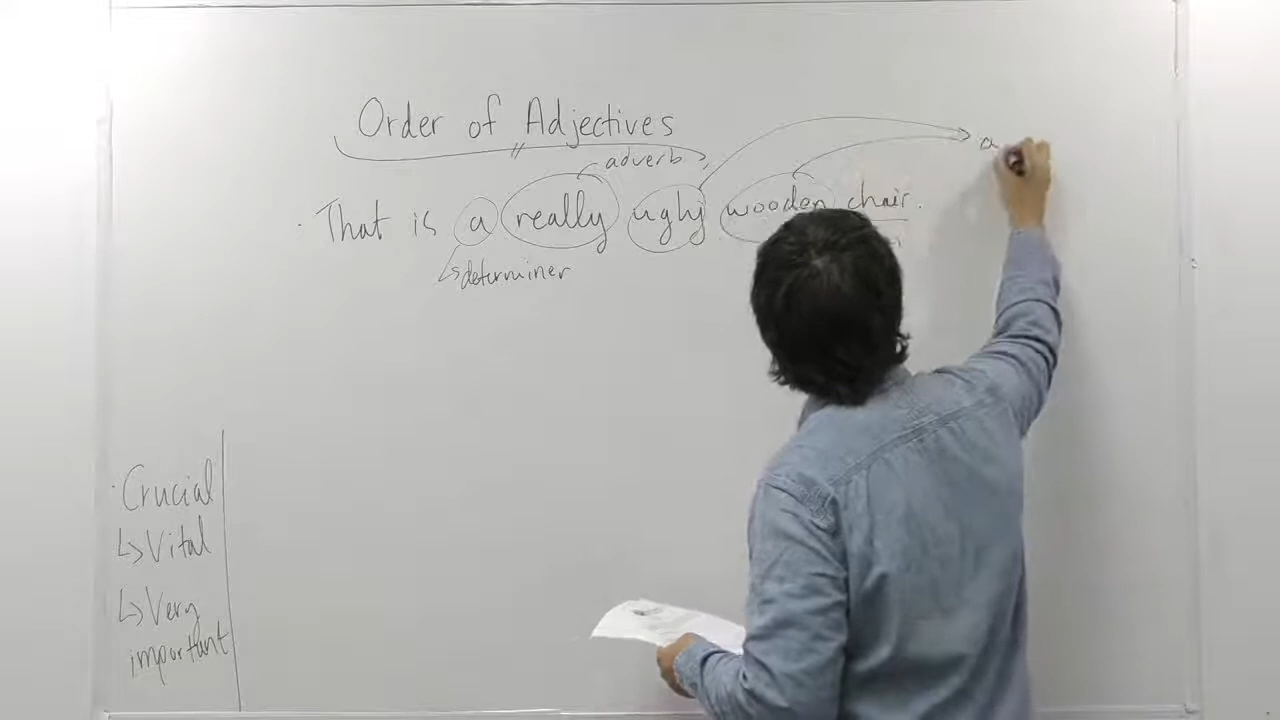 Order of Adjectives
adverb
· That is a really ugly wooden chair.
↳ determiner
a
· Crucial
↳ Vital
↳ Very
important